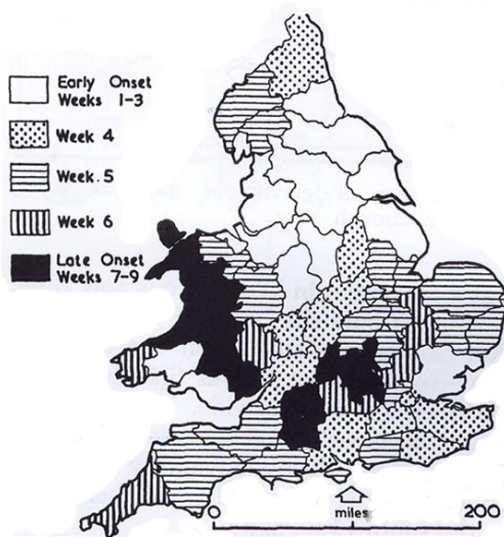 Early Onset
Weeks 1-3
Week 4
Week. 5
Week 6
Late Onset
Weeks 7-9
0
miles
200